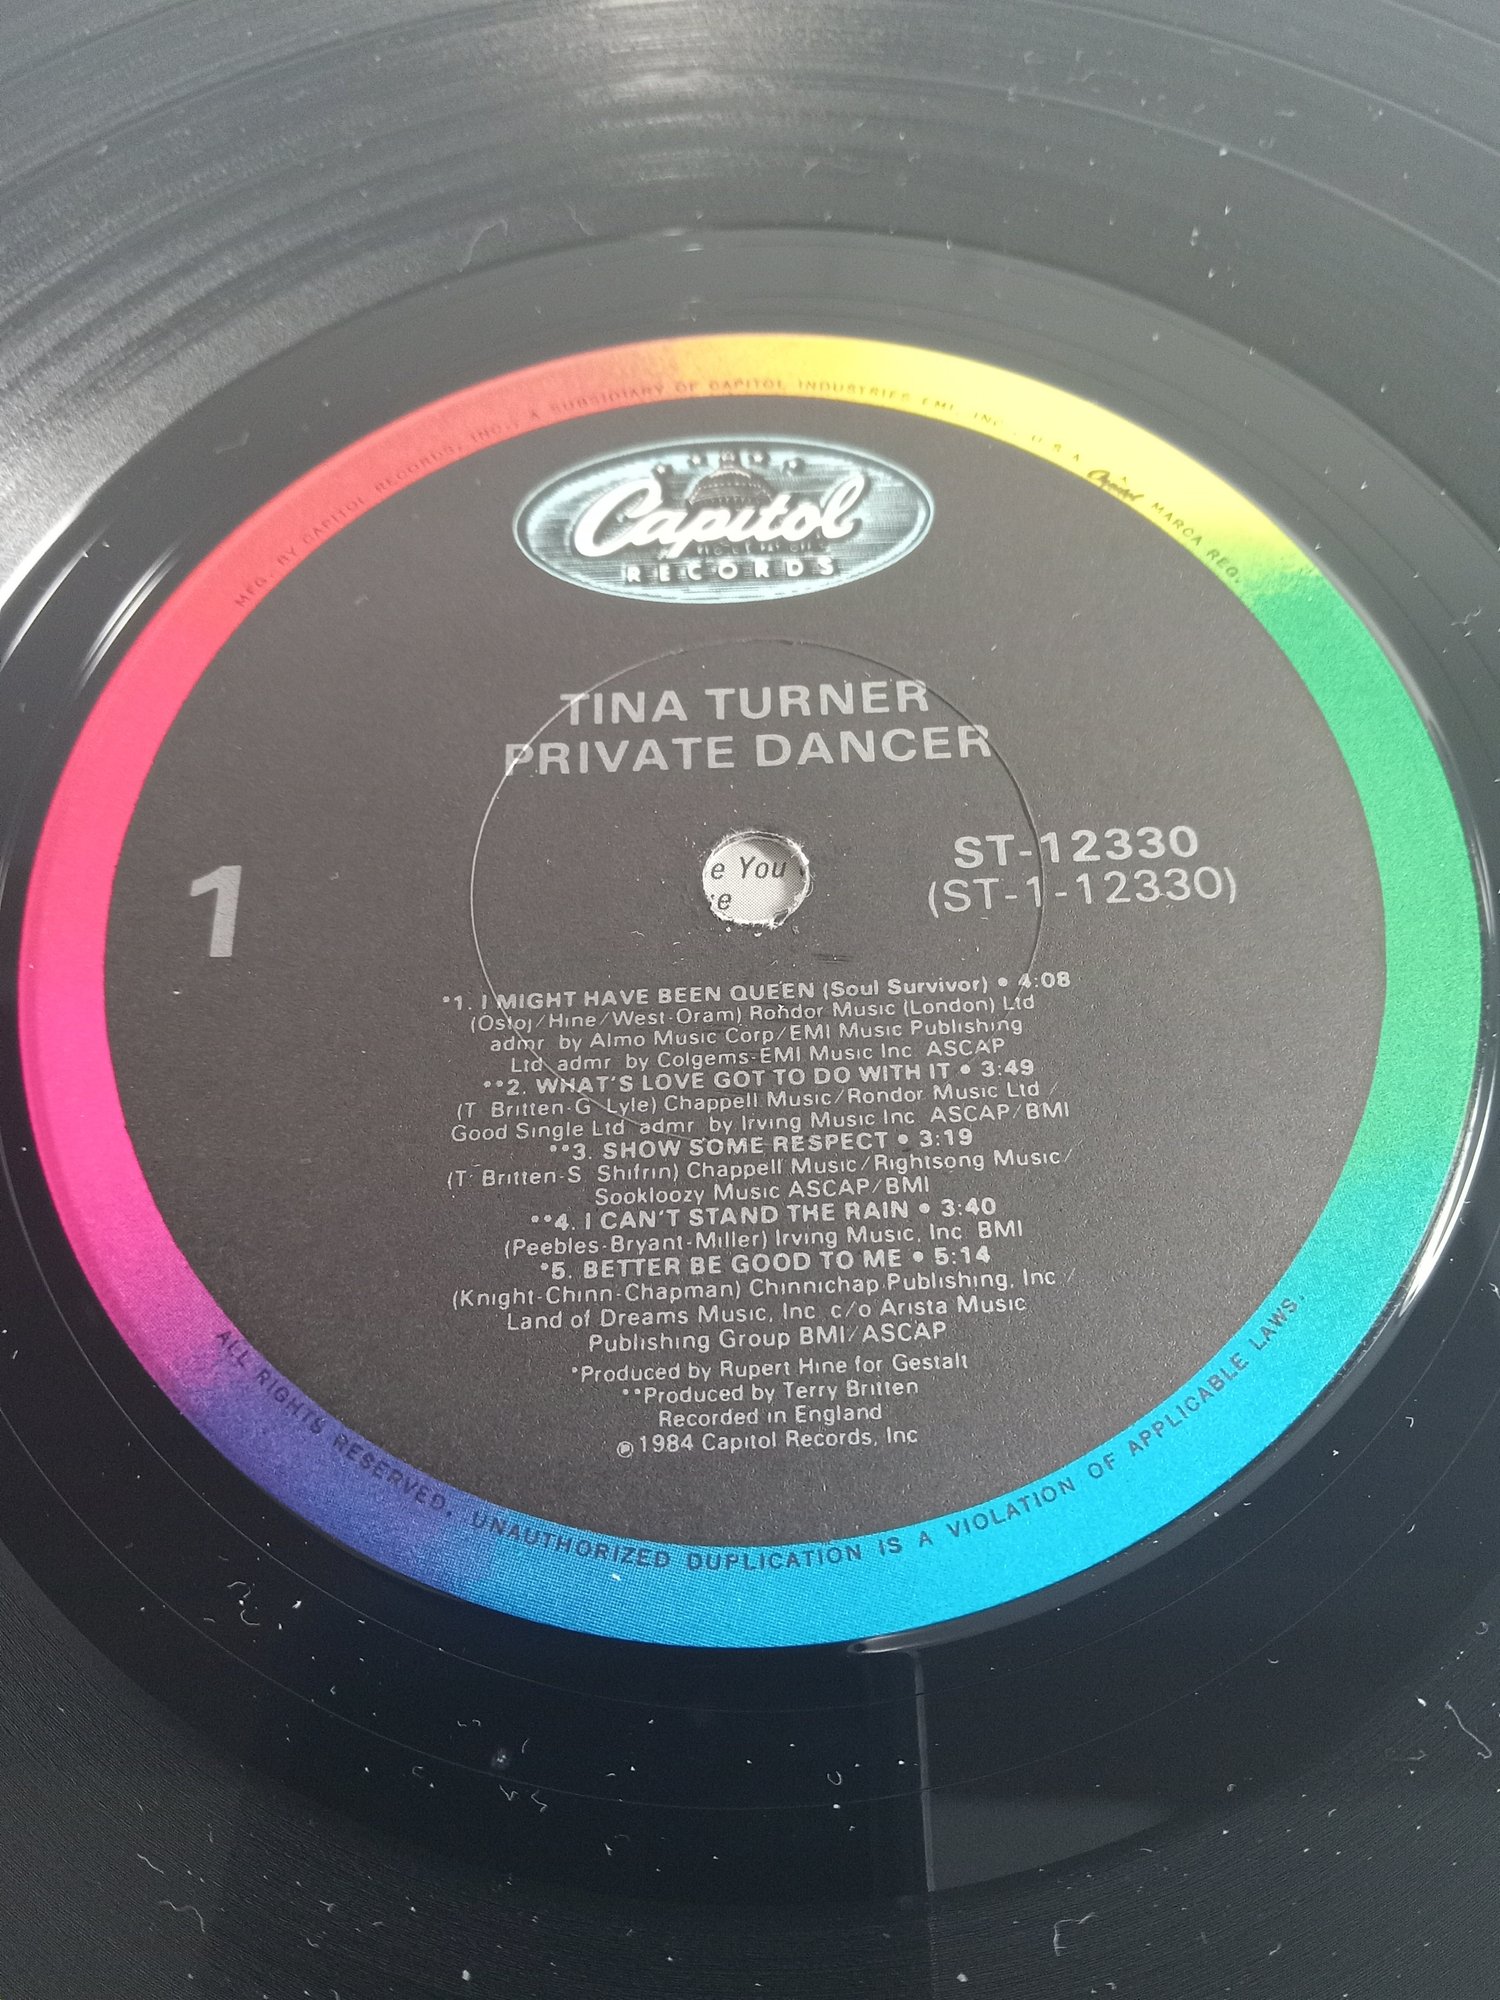 MFG. BY CAPITOL RECORDS, INC., A SUBSIDIARY OF CAPITOL INDUSTRIES EMI, INC., U.S.A. Capitol MARCA REG.
Capitol
RECORDS
TINA TURNER
PRIVATE DANCER
1
ST-12330
(ST-1-12330)
e You
e
*1. I MIGHT HAVE BEEN QUEEN (Soul Survivor) • 4:08
(Ostoj/Hine/West-Oram) Rondor Music (London) Ltd
admr. by Almo Music Corp/EMI Music Publishing
Ltd. admr. by Colgems-EMI Music Inc. ASCAP
**2. WHAT'S LOVE GOT TO DO WITH IT • 3:49
(T. Britten-G. Lyle) Chappell Music/Rondor Music Ltd./
Good Single Ltd. admr. by Irving Music Inc. ASCAP/BMI
**3. SHOW SOME RESPECT • 3:19
(T. Britten-S. Shifrin) Chappell Music/Rightsong Music/
Sookloozy Music ASCAP/BMI
**4. I CAN'T STAND THE RAIN • 3:40
(Peebles-Bryant-Miller) Irving Music, Inc. BMI
*5. BETTER BE GOOD TO ME • 5:14
(Knight-Chinn-Chapman) Chinnichap Publishing, Inc./
Land of Dreams Music, Inc. c/o Arista Music
Publishing Group BMI/ASCAP
*Produced by Rupert Hine for Gestalt
**Produced by Terry Britten
Recorded in England
℗ 1984 Capitol Records, Inc.
ALL RIGHTS RESERVED. UNAUTHORIZED DUPLICATION IS A VIOLATION OF APPLICABLE LAWS.